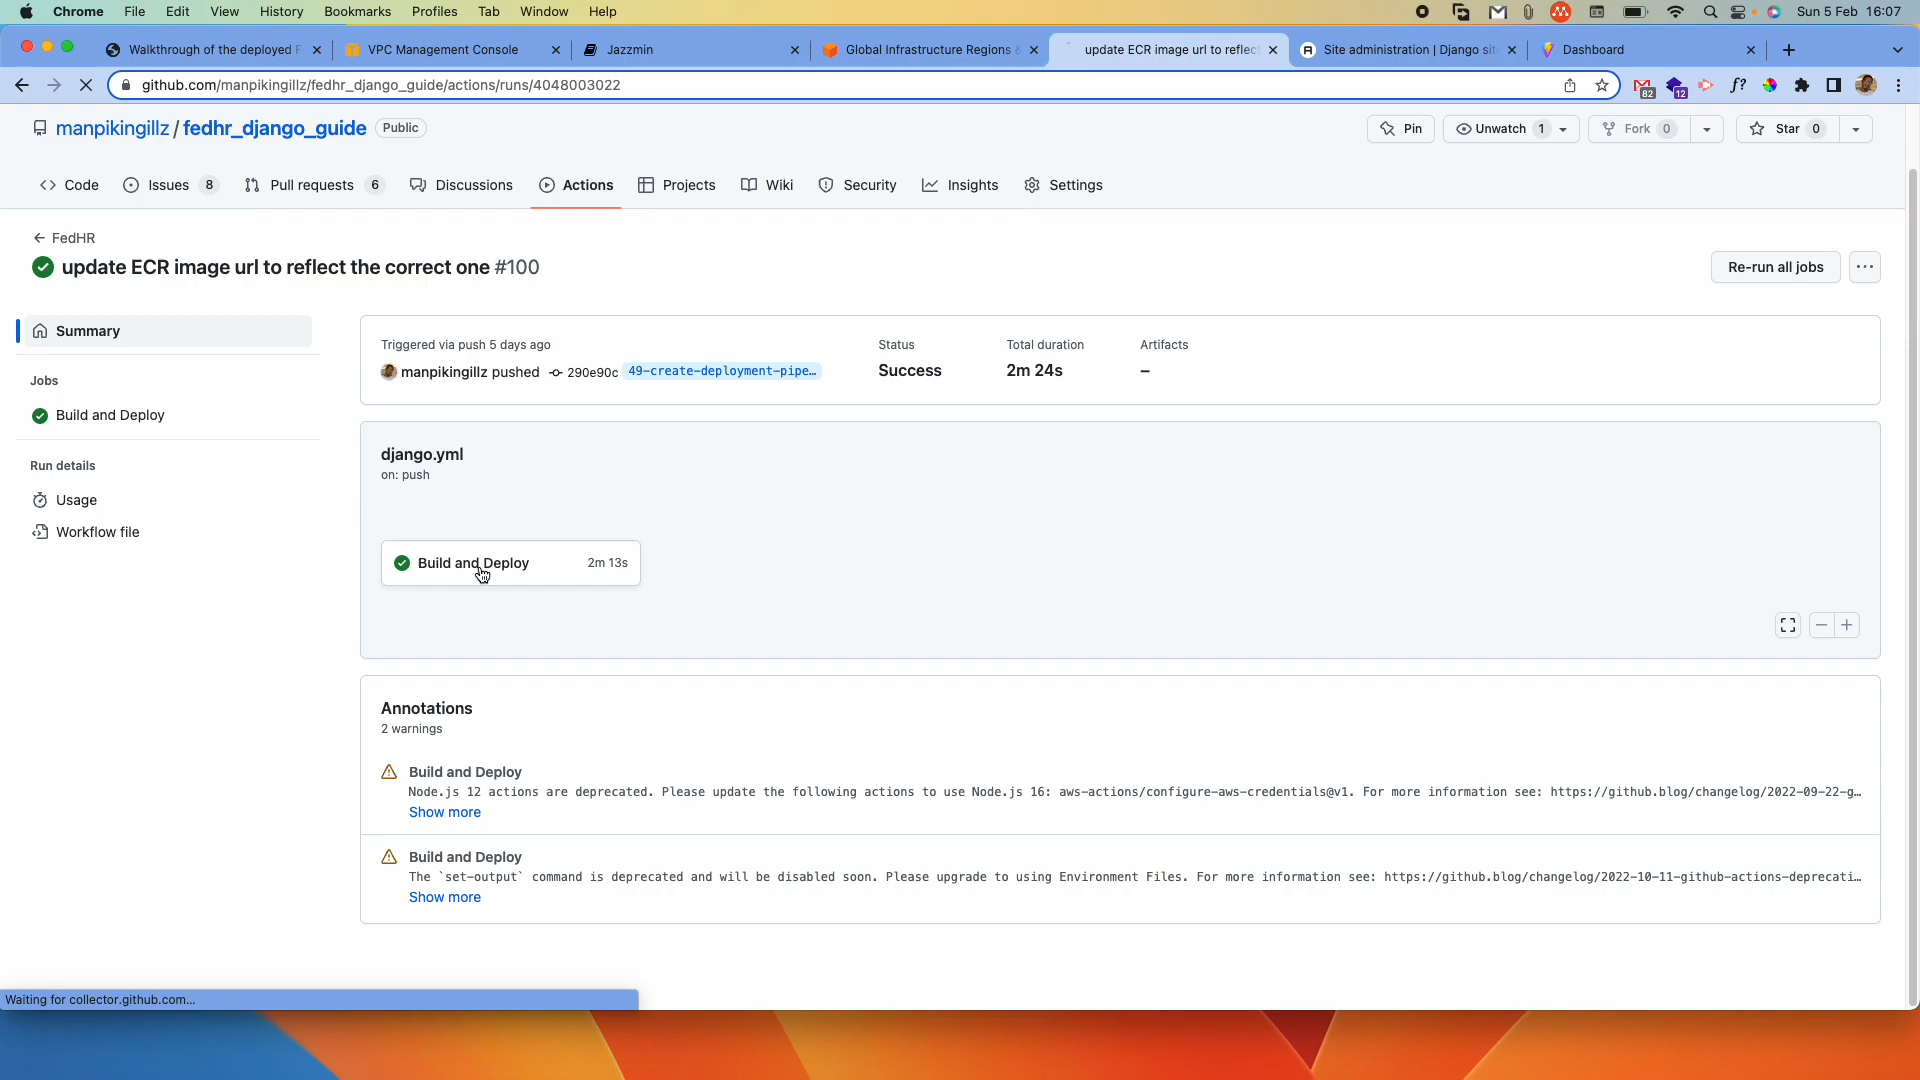 Chrome File Edit View History Bookmarks Profiles Tab Window Help Sun 5 Feb 16:07
Walkthrough of the deployed F VPC Management Console Jazzmin Global Infrastructure Regions & update ECR image url to reflec Site administration | Django sit Dashboard
github.com/manpikingillz/fedhr_django_guide/actions/runs/4048003022 82 12 f?
manpikingillz / fedhr_django_guide Public Pin Unwatch 1 Fork 0 Star 0
Code Issues 8 Pull requests 6 Discussions Actions Projects Wiki Security Insights Settings
FedHR
update ECR image url to reflect the correct one #100
Re-run all jobs
Summary
Jobs
Build and Deploy
Run details
Usage
Workflow file
Triggered via push 5 days ago Status Total duration Artifacts
manpikingillz pushed 290e90c 49-create-deployment-pipe… Success 2m 24s –
django.yml
on: push
Build and Deploy 2m 13s
Annotations
2 warnings
Build and Deploy
Node.js 12 actions are deprecated. Please update the following actions to use Node.js 16: aws-actions/configure-aws-credentials@v1. For more information see: https://github.blog/changelog/2022-09-22-g…
Show more
Build and Deploy
The `set-output` command is deprecated and will be disabled soon. Please upgrade to using Environment Files. For more information see: https://github.blog/changelog/2022-10-11-github-actions-deprecati…
Show more
Waiting for collector.github.com...